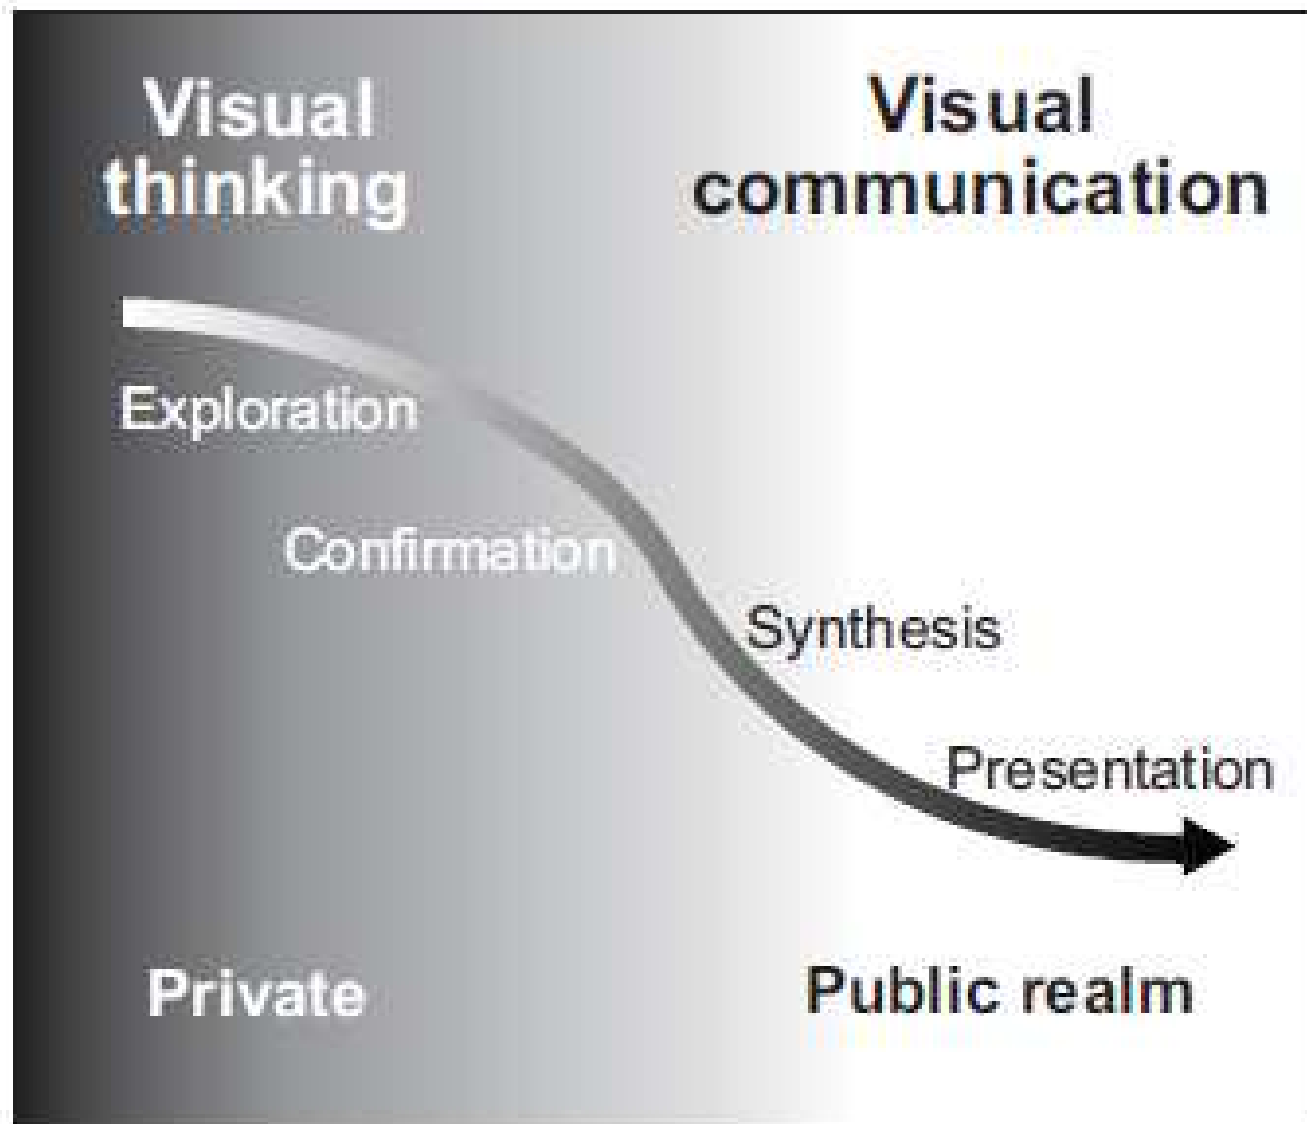 Visual
thinking
Visual
communication
Exploration
Confirmation
Synthesis
Presentation
Private
Public realm